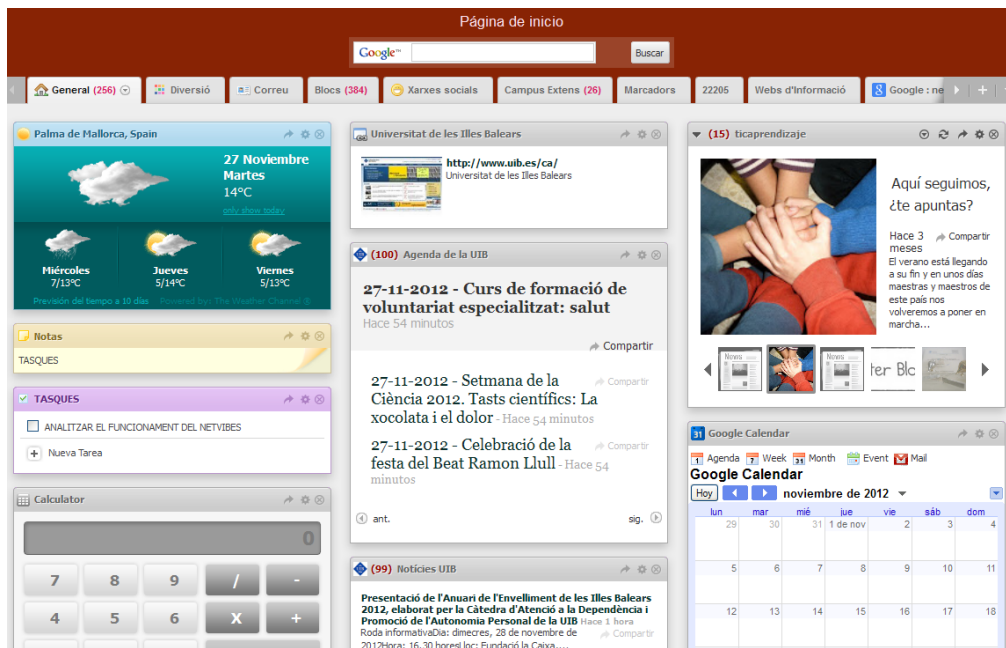 Página de inicio
Google™
Buscar
General (256)
Diversió
Correu
Blocs (384)
Xarxes socials
Campus Extens (26)
Marcadors
22205
Webs d'Informació
Google : ne
Palma de Mallorca, Spain
27 Noviembre
Martes
14ºC
only show today
Miércoles
7/13ºC
Jueves
5/14ºC
Viernes
5/13ºC
Previsión del tiempo a 10 días
Powered by: The Weather Channel ®
Notas
TASQUES
TASQUES
ANALITZAR EL FUNCIONAMENT DEL NETVIBES
Nueva Tarea
Calculator
0
7 8 9 / -
4 5 6 X +
Universitat de les Illes Balears
http://www.uib.es/ca/
Universitat de les Illes Balears
(100) Agenda de la UIB
27-11-2012 - Curs de formació de
voluntariat especialitzat: salut
Hace 54 minutos
Compartir
27-11-2012 - Setmana de la
Compartir
Ciència 2012. Tasts científics: La
xocolata i el dolor - Hace 54 minutos
27-11-2012 - Celebració de la
Compartir
festa del Beat Ramon Llull - Hace 54
minutos
ant.
sig.
(99) Notícies UIB
Presentació de l'Anuari de l'Envelliment de les Illes Balears
2012, elaborat per la Càtedra d'Atenció a la Dependència i
Promoció de l'Autonomia Personal de la UIB Hace 1 hora
Roda informativaDia: dimecres, 28 de novembre de
Compartir
2012Hora: 16.30 horesLloc: Fundació la Caixa....
(15) ticaprendizaje
Aquí seguimos,
¿te apuntas?
Hace 3
meses
Compartir
El verano está llegando
a su fin y en unos días
maestras y maestros de
este país nos
volveremos a poner en
marcha...
News
News
ter Blo
31 Google Calendar
1 Agenda
7 Week
31 Month
Event
Mail
Google Calendar
Hoy
noviembre de 2012
lun mar mié jue vie sáb dom
29 30 31 1 de nov 2 3 4
5 6 7 8 9 10 11
12 13 14 15 16 17 18